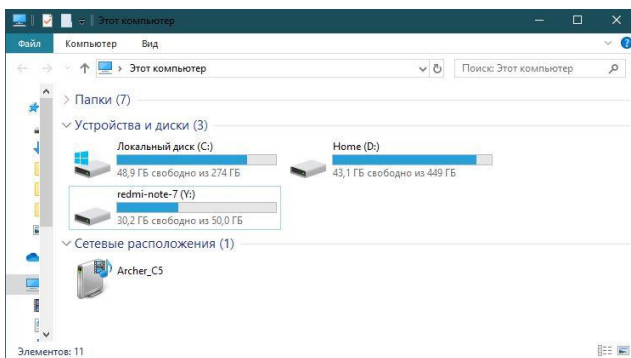 Этот компьютер
Файл Компьютер Вид
Этот компьютер Поиск: Этот компьютер
Папки (7)
Устройства и диски (3)
Локальный диск (C:) Home (D:)
48,9 ГБ свободно из 274 ГБ 43,1 ГБ свободно из 449 ГБ
redmi-note-7 (Y:)
30,2 ГБ свободно из 50,0 ГБ
Сетевые расположения (1)
Archer_C5
Элементов: 11